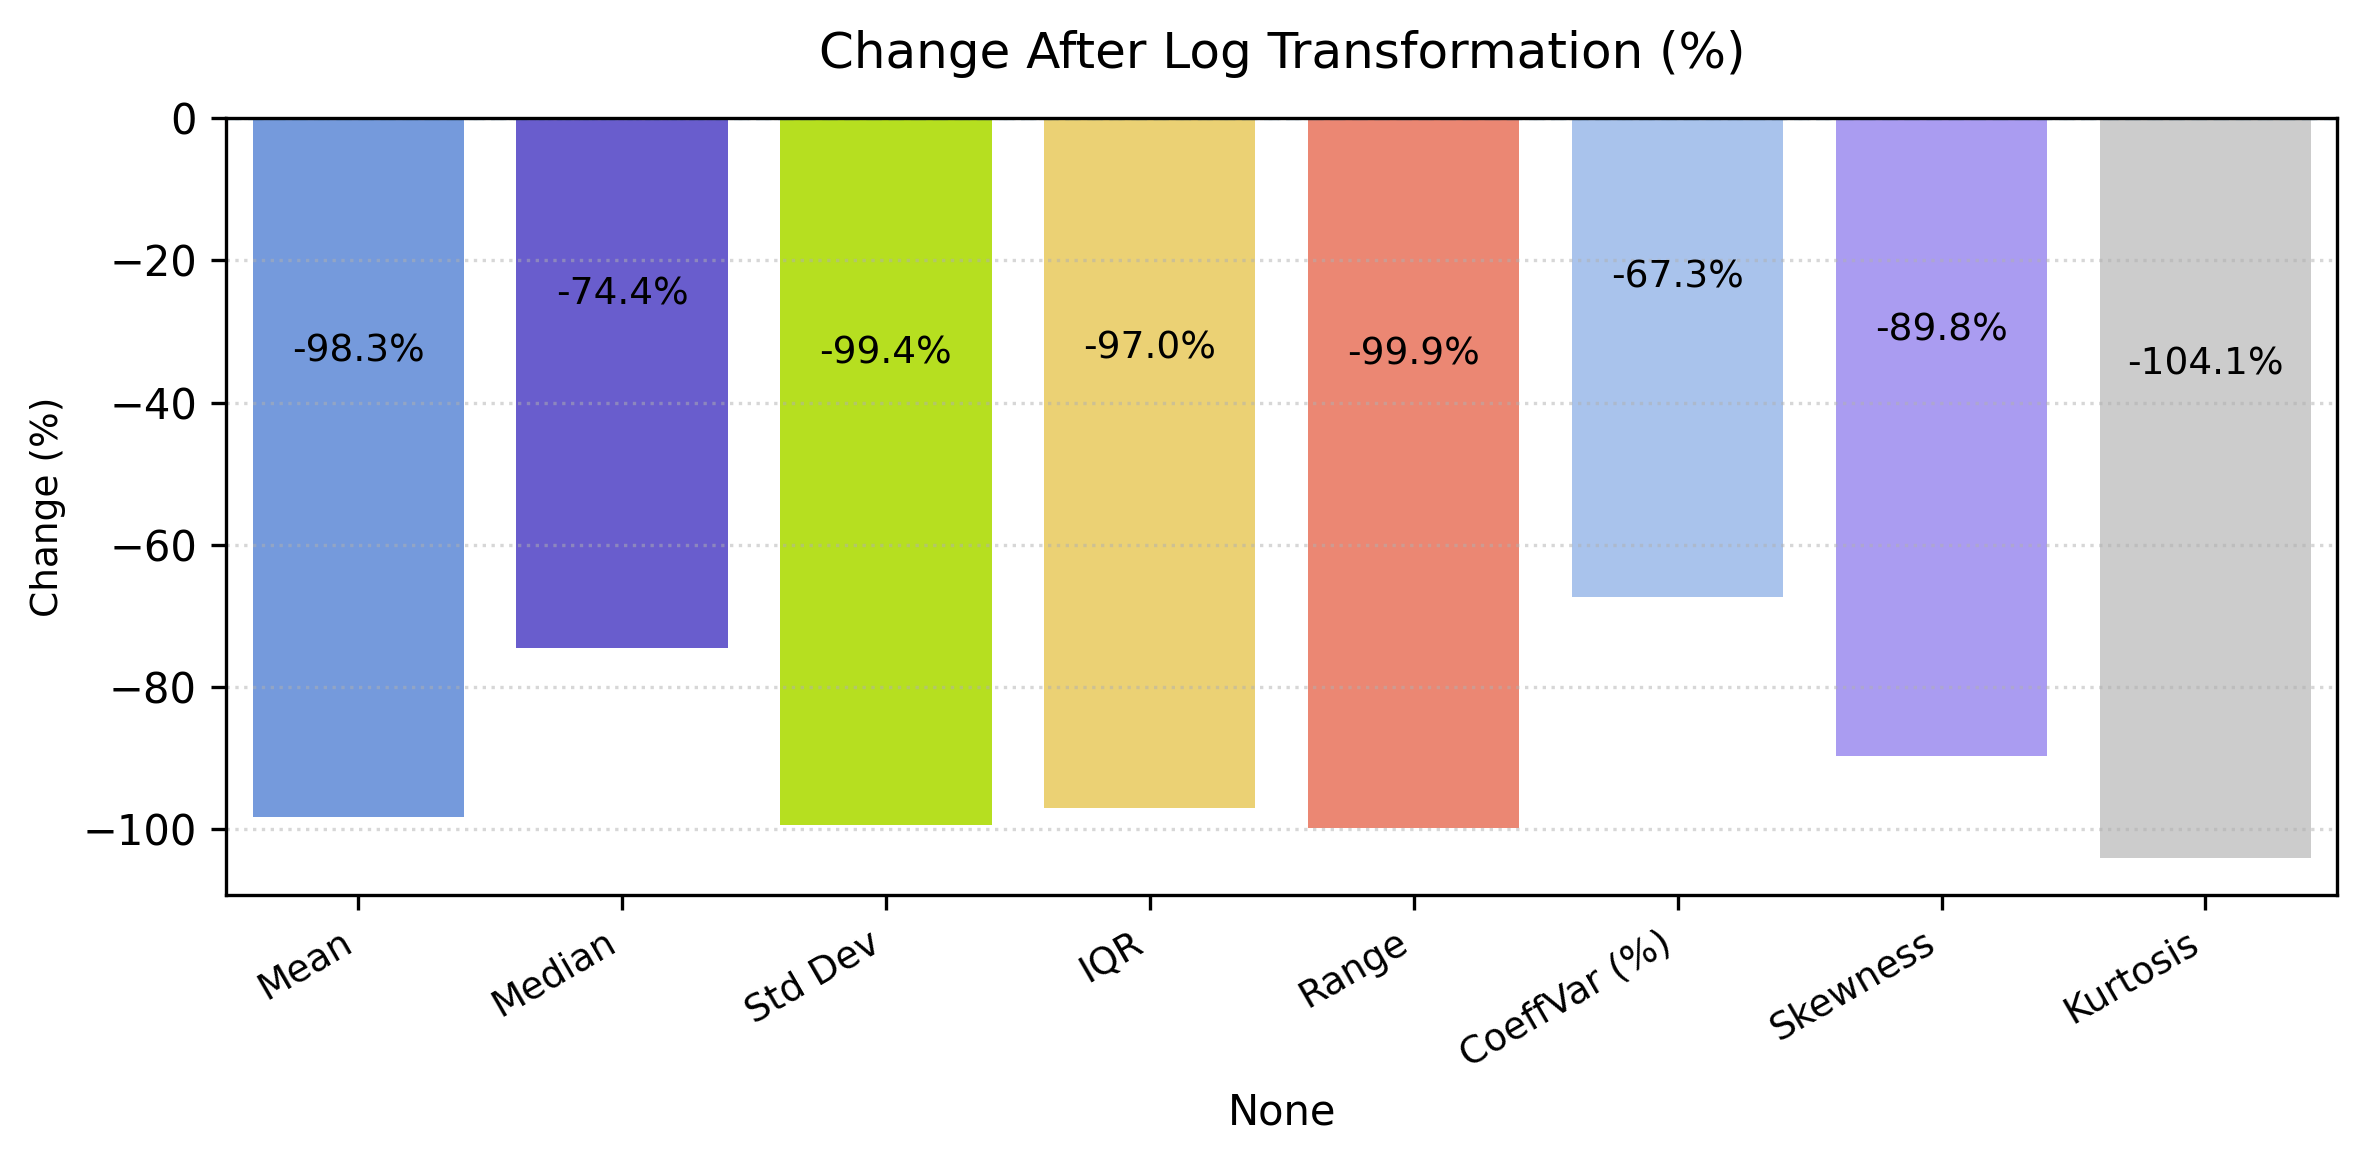 Change After Log Transformation (%)
Change (%)
0
−20
−40
−60
−80
−100
-98.3%
-74.4%
-99.4%
-97.0%
-99.9%
-67.3%
-89.8%
-104.1%
Mean
Median
Std Dev
IQR
Range
CoeffVar (%)
Skewness
Kurtosis
None